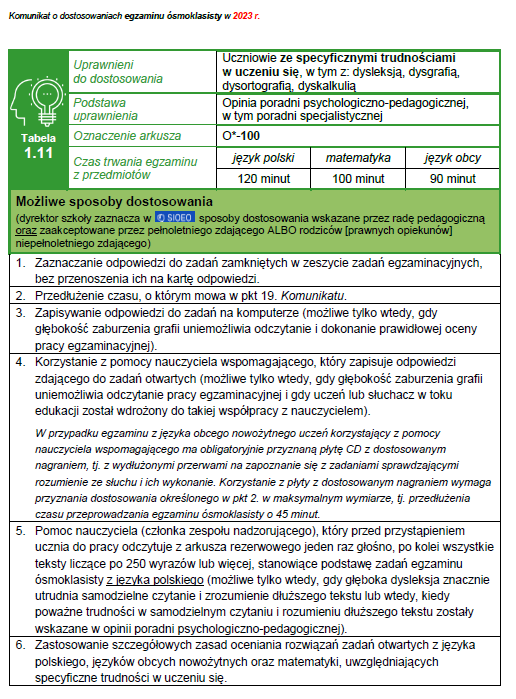 Komunikat o dostosowaniach egzaminu ósmoklasisty w 2023 r.
Tabela
1.11
Uprawnieni
do dostosowania
Uczniowie ze specyficznymi trudnościami
w uczeniu się, w tym z: dysleksją, dysgrafią,
dysortografią, dyskalkulią
Podstawa
uprawnienia
Opinia poradni psychologiczno-pedagogicznej,
w tym poradni specjalistycznej
Oznaczenie arkusza
O*-100
Czas trwania egzaminu
z przedmiotów
język polski matematyka język obcy
120 minut 100 minut 90 minut
Możliwe sposoby dostosowania
(dyrektor szkoły zaznacza w SIOEO sposoby dostosowania wskazane przez radę pedagogiczną
oraz zaakceptowane przez pełnoletniego zdającego ALBO rodziców [prawnych opiekunów]
niepełnoletniego zdającego)
1. Zaznaczanie odpowiedzi do zadań zamkniętych w zeszycie zadań egzaminacyjnych,
bez przenoszenia ich na kartę odpowiedzi.
2. Przedłużenie czasu, o którym mowa w pkt 19. Komunikatu.
3. Zapisywanie odpowiedzi do zadań na komputerze (możliwe tylko wtedy, gdy
głębokość zaburzenia grafii uniemożliwia odczytanie i dokonanie prawidłowej oceny
pracy egzaminacyjnej).
4. Korzystanie z pomocy nauczyciela wspomagającego, który zapisuje odpowiedzi
zdającego do zadań otwartych (możliwe tylko wtedy, gdy głębokość zaburzenia grafii
uniemożliwia odczytanie pracy egzaminacyjnej i gdy uczeń lub słuchacz w toku
edukacji został wdrożony do takiej współpracy z nauczycielem).
W przypadku egzaminu z języka obcego nowożytnego uczeń korzystający z pomocy
nauczyciela wspomagającego ma obligatoryjnie przyznaną płytę CD z dostosowanym
nagraniem, tj. z wydłużonymi przerwami na zapoznanie się z zadaniami sprawdzającymi
rozumienie ze słuchu i ich wykonanie. Korzystanie z płyty z dostosowanym nagraniem wymaga
przyznania dostosowania określonego w pkt 2. w maksymalnym wymiarze, tj. przedłużenia
czasu przeprowadzania egzaminu ósmoklasisty o 45 minut.
5. Pomoc nauczyciela (członka zespołu nadzorującego), który przed przystąpieniem
ucznia do pracy odczytuje z arkusza rezerwowego jeden raz głośno, po kolei wszystkie
teksty liczące po 250 wyrazów lub więcej, stanowiące podstawę zadań egzaminu
ósmoklasisty z języka polskiego (możliwe tylko wtedy, gdy głęboka dysleksja znacznie
utrudnia samodzielne czytanie i zrozumienie dłuższego tekstu lub wtedy, kiedy
poważne trudności w samodzielnym czytaniu i rozumieniu dłuższego tekstu zostały
wskazane w opinii poradni psychologiczno-pedagogicznej).
6. Zastosowanie szczegółowych zasad oceniania rozwiązań zadań otwartych z języka
polskiego, języków obcych nowożytnych oraz matematyki, uwzględniających
specyficzne trudności w uczeniu się.